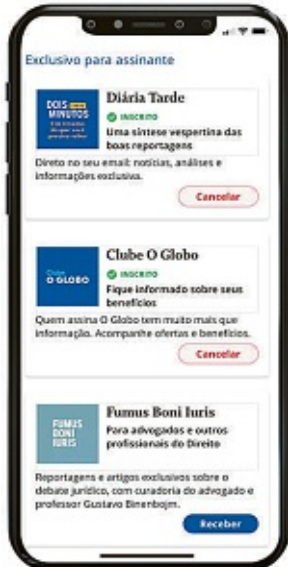 Exclusivo para assinante
DOIS
MINUTOS
Diária Tarde
INSCRITO
Uma síntese vespertina das
boas reportagens
Direto no seu email: notícias, análises e
informações exclusiva.
Cancelar
Clube
O GLOBO
Clube O Globo
INSCRITO
Fique informado sobre seus
benefícios
Quem assina O Globo tem muito mais que
informação. Acompanhe ofertas e benefícios.
Cancelar
FUMUS
BONI
IURIS
Fumus Boni Iuris
Para advogados e outros
profissionais do Direito
Reportagens e artigos exclusivos sobre o
debate jurídico, com curadoria do advogado e
professor Gustavo Binenbojm.
Receber